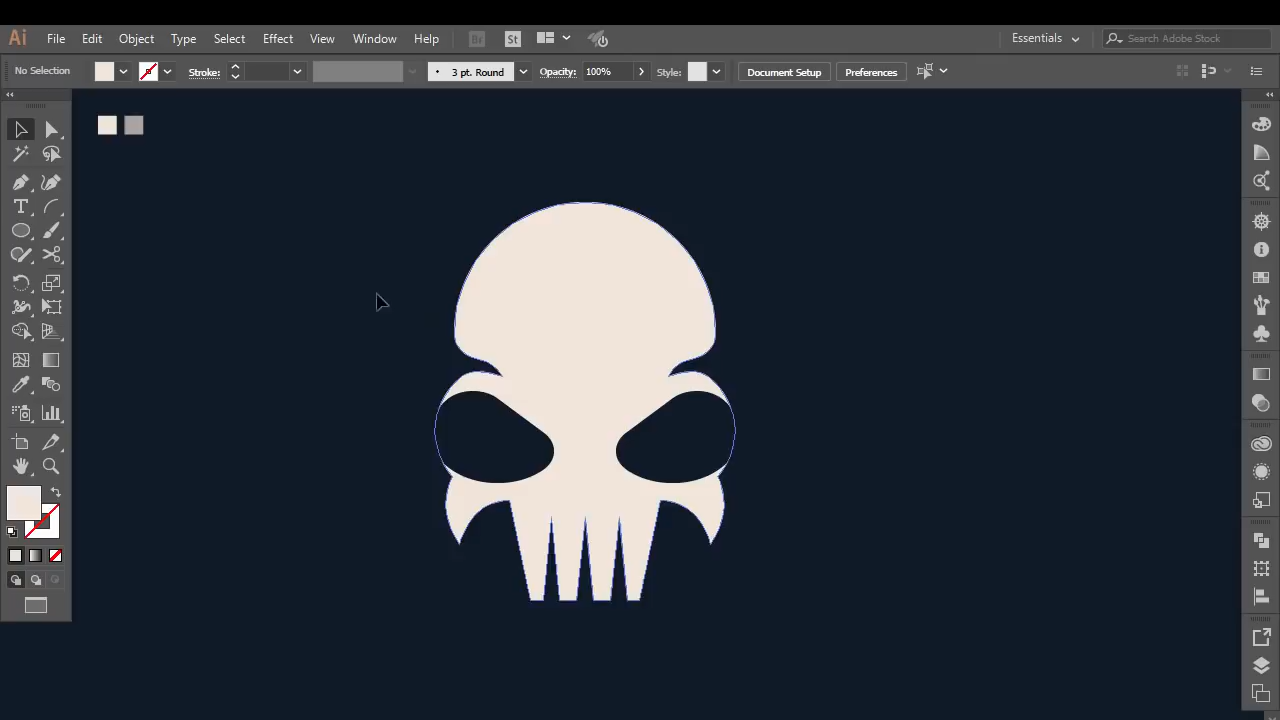 Ai File Edit Object Type Select Effect View Window Help Br St Essentials Search Adobe Stock
No Selection Stroke: 3 pt. Round Opacity: 100% Style: Document Setup Preferences